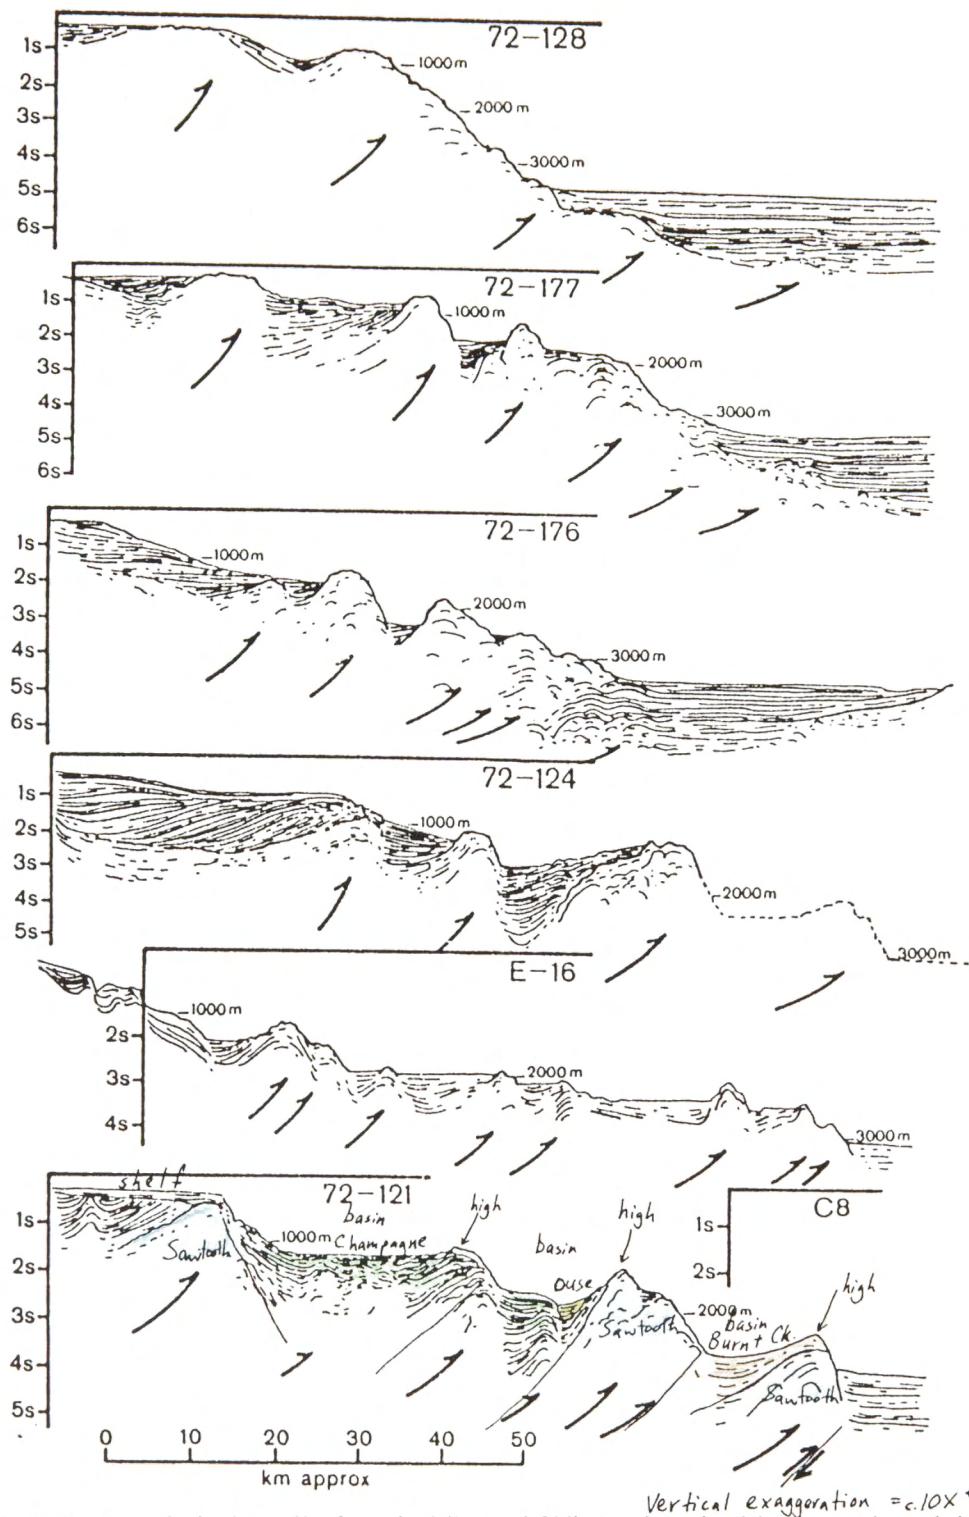 72-128
1s
1000m
2s
2000m
3s
4s
3000m
5s
6s
72-177
1s
1000m
2s
2000m
3s
4s
3000m
5s
6s
72-176
1s
1000m
2s
3s
2000m
4s
3000m
5s
6s
72-124
1s
1000m
2s
3s
4s
2000m
5s
3000m
E-16
1000m
2s
3s
2000m
4s
3000m
shelf
72-121
C8
basin
high
high
1s
1s
Sawtooth
1000m
Champagne
basin
2s
2s
high
ouse
3s
Sawtooth
2000m
basin
Burnt Ck.
4s
Sawtooth
5s
0 10 20 30 40 50
km approx
Vertical exaggeration = c.10X